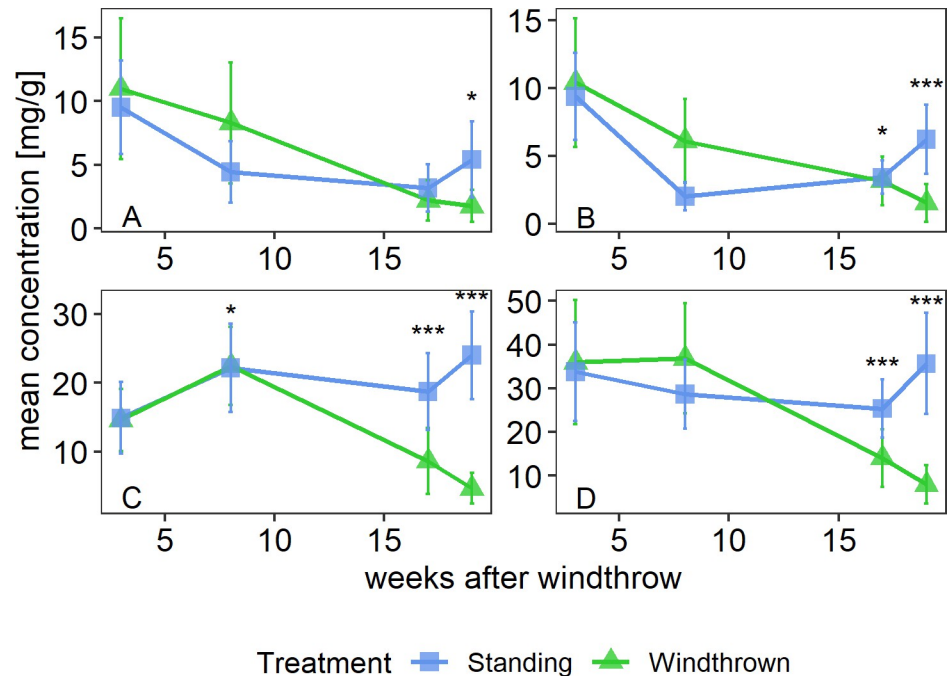 mean concentration [mg/g]
15
10
5
0
A
*
5 10 15
15
10
5
0
B
* ***
5 10 15
30
20
10
C
* *** ***
5 10 15
50
40
30
20
10
D
*** ***
5 10 15
weeks after windthrow
Treatment Standing Windthrown